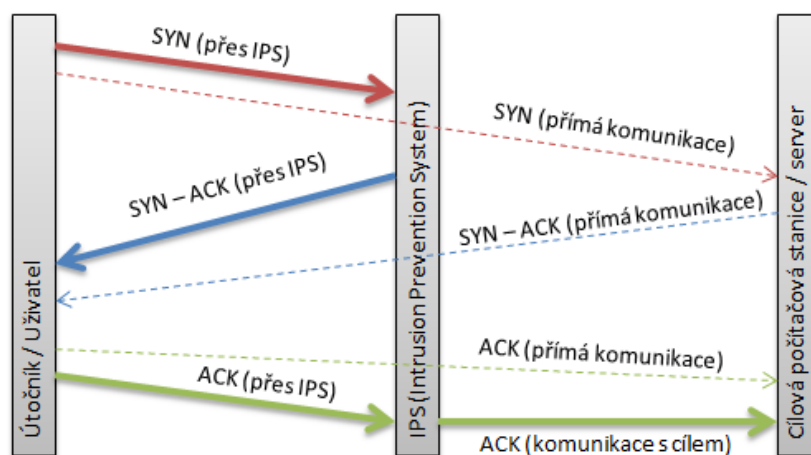 SYN (přes IPS)
SYN (přímá komunikace)
SYN – ACK (přes IPS)
SYN – ACK (přímá komunikace)
ACK (přímá komunikace)
ACK (přes IPS)
ACK (komunikace s cílem)
Útočník / Uživatel
IPS (Intrusion Prevention System)
Cílová počítačová stanice / server